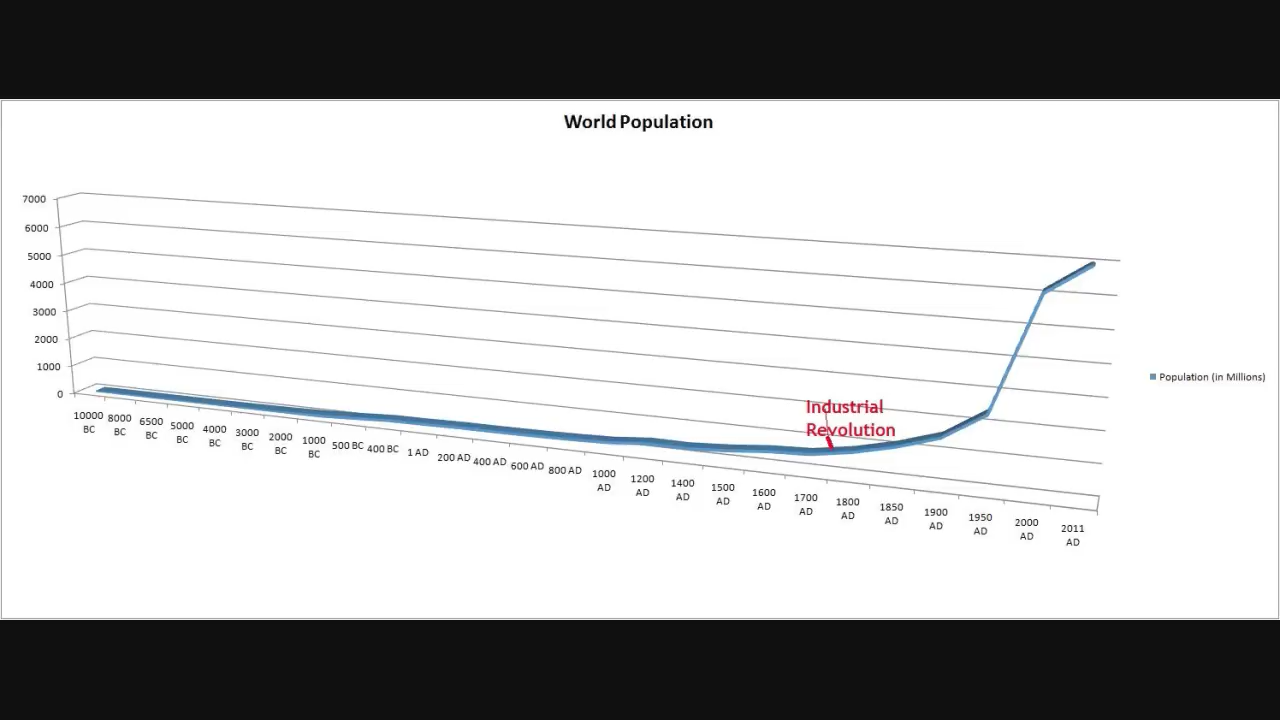 World Population
7000
6000
5000
4000
3000
2000
1000
0
10000 BC
8000 BC
6500 BC
5000 BC
4000 BC
3000 BC
2000 BC
1000 BC
500 BC
400 BC
1 AD
200 AD
400 AD
600 AD
800 AD
1000 AD
1200 AD
1400 AD
1500 AD
1600 AD
1700 AD
1800 AD
1850 AD
1900 AD
1950 AD
2000 AD
2011 AD
Industrial
Revolution
Population (in Millions)